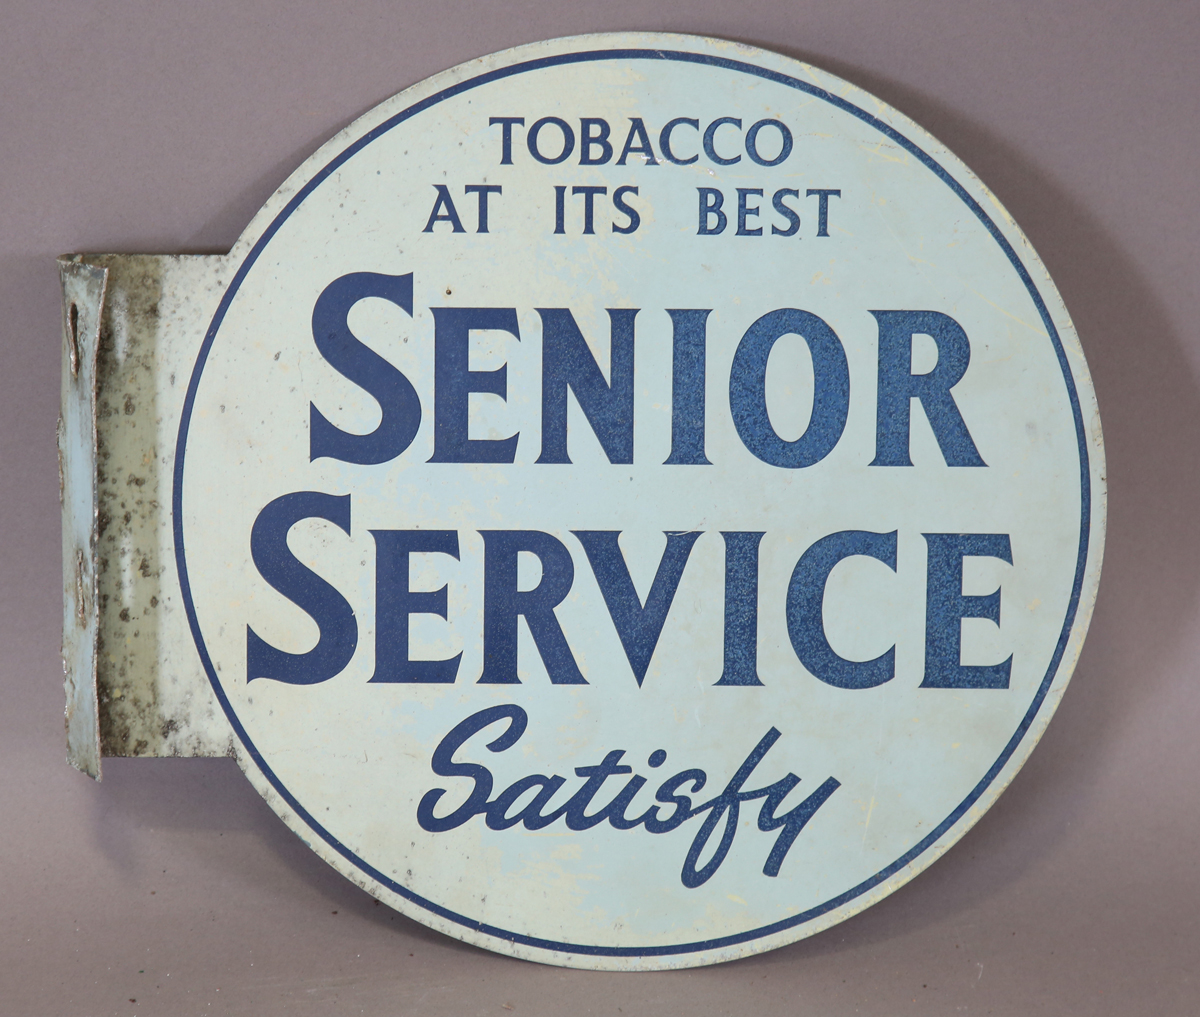 TOBACCO
AT ITS BEST
SENIOR
SERVICE
Satisfy